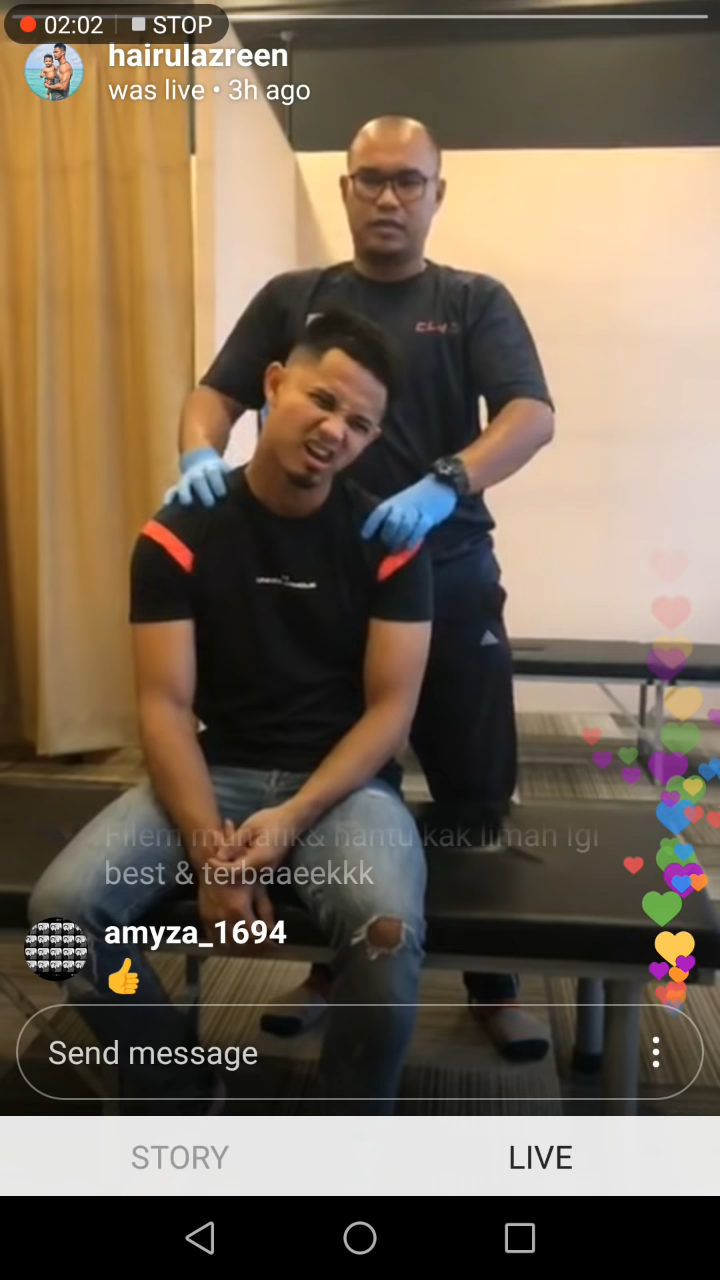 02:02
STOP
hairulazreen
was live • 3h ago
Filem munafik& hantu kak limah lgi
best & terbaaeekkk
amyza_1694
👍
Send message
STORY
LIVE